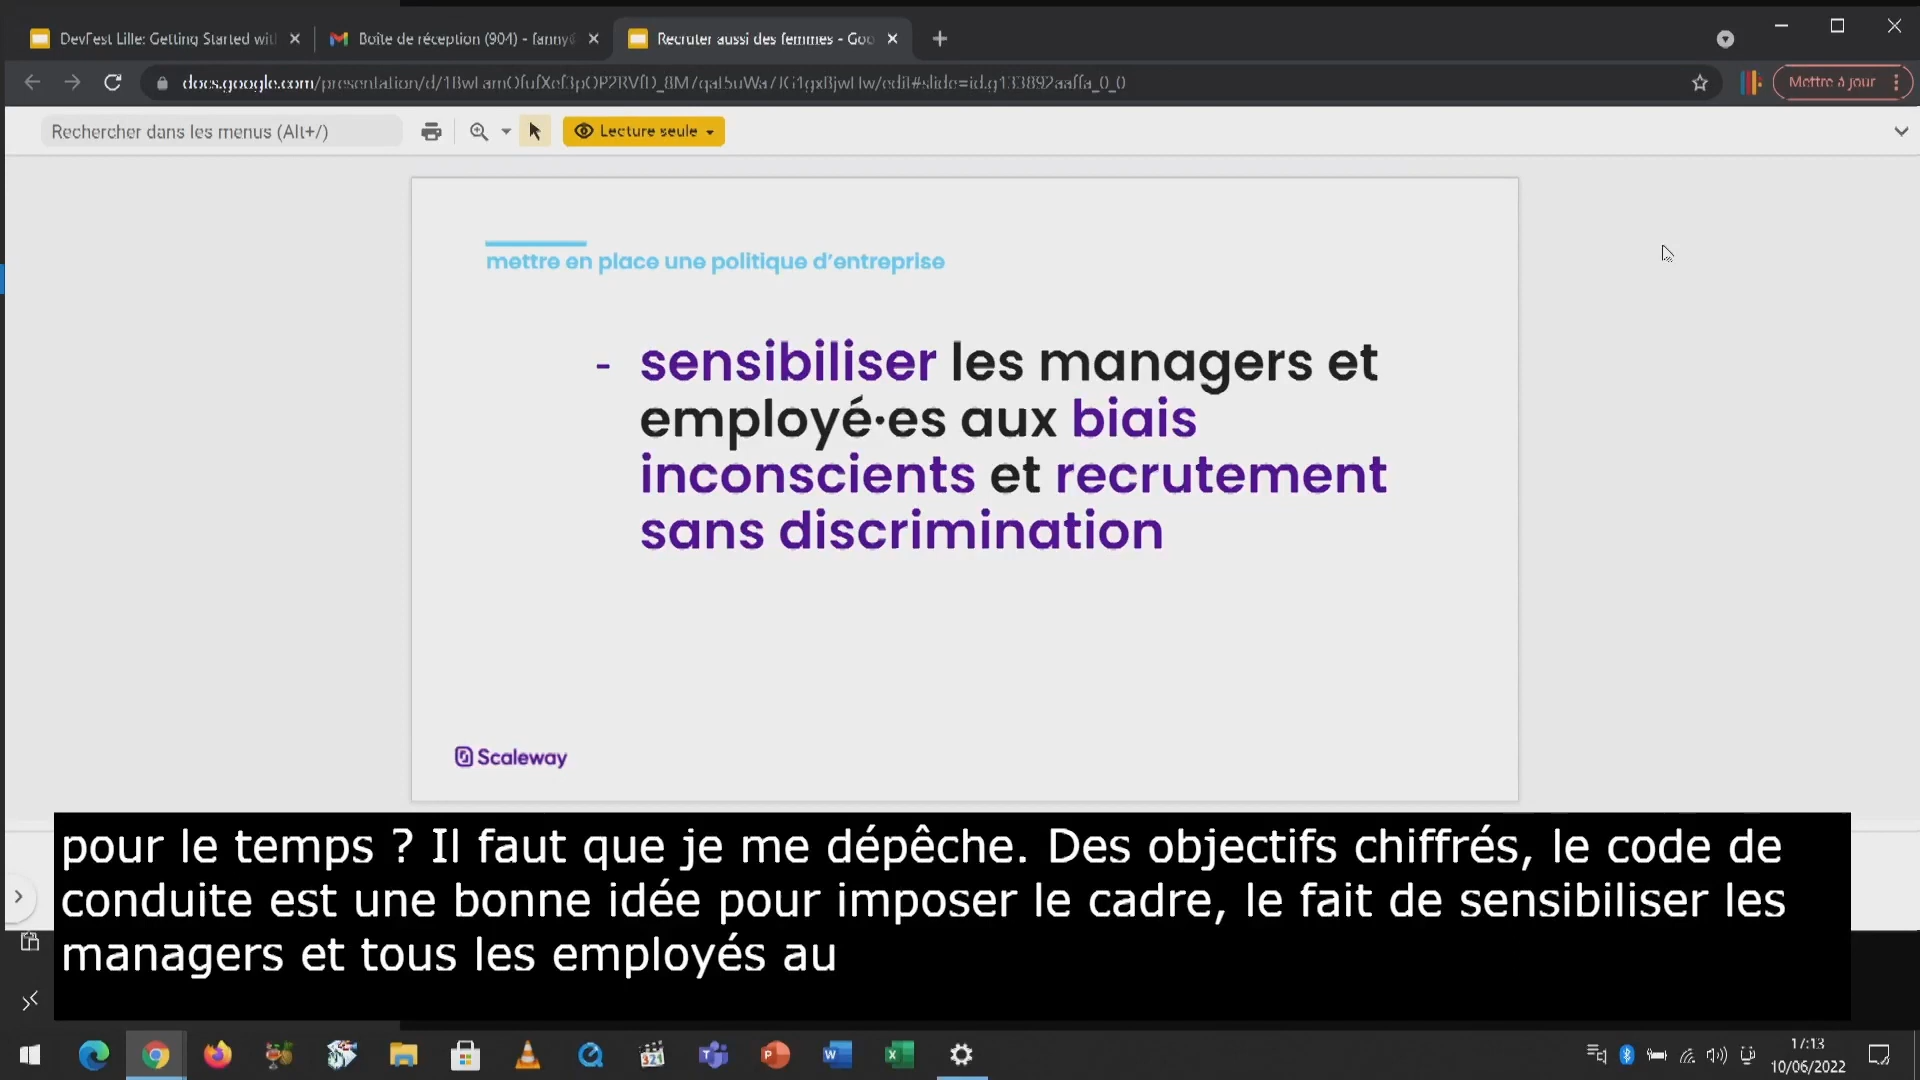 DevFest Lille: Getting Started wit
Boîte de réception (904) - fanny
Recruter aussi des femmes - Goo
Mettre à jour
Rechercher dans les menus (Alt+/)
Lecture seule
mettre en place une politique d'entreprise
- sensibiliser les managers et
employé·es aux biais
inconscients et recrutement
sans discrimination
Scaleway
pour le temps ? Il faut que je me dépêche. Des objectifs chiffrés, le code de
conduite est une bonne idée pour imposer le cadre, le fait de sensibiliser les
managers et tous les employés au
17:13
10/06/2022